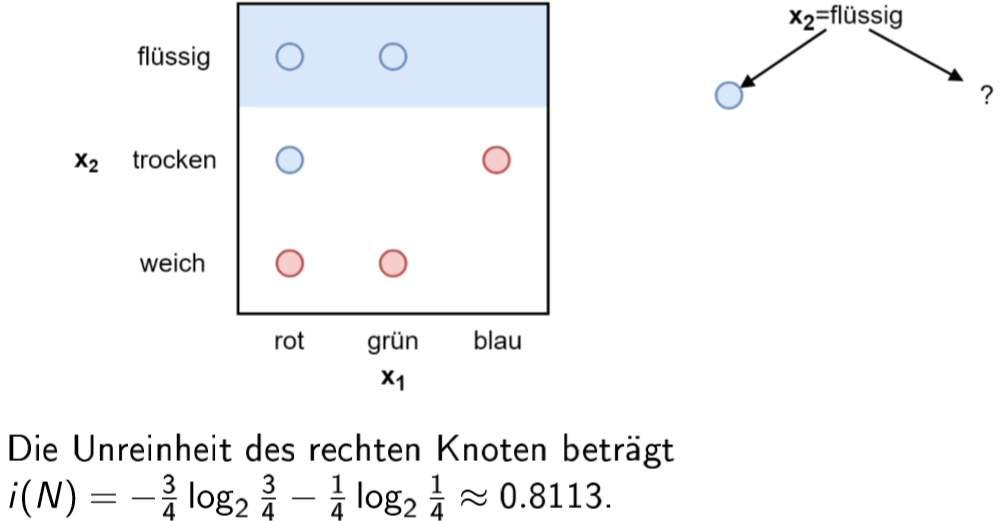 flüssig
x₂ trocken
weich
rot grün blau
x₁
x₂=flüssig
?
Die Unreinheit des rechten Knoten beträgt
i(N) = −¾ log₂ ¾ − ¼ log₂ ¼ ≈ 0.8113.